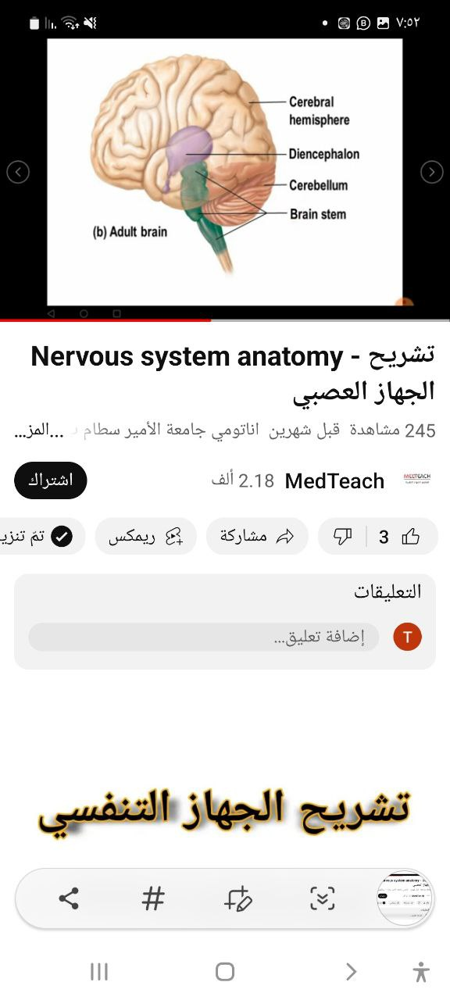 ٧:٥٢
Cerebral
hemisphere
Diencephalon
Cerebellum
Brain stem
(b) Adult brain
Nervous system anatomy - تشريح
الجهاز العصبي
245 مشاهدة قبل شهرين اناتومي جامعة الأمير سطام ...المز...
MEDTEACH
MedTeach 2.18 ألف
اشتراك
3
مشاركة
ريمكس
تمّ تنزي
التعليقات
T
إضافة تعليق...
تشريح الجهاز التنفسي